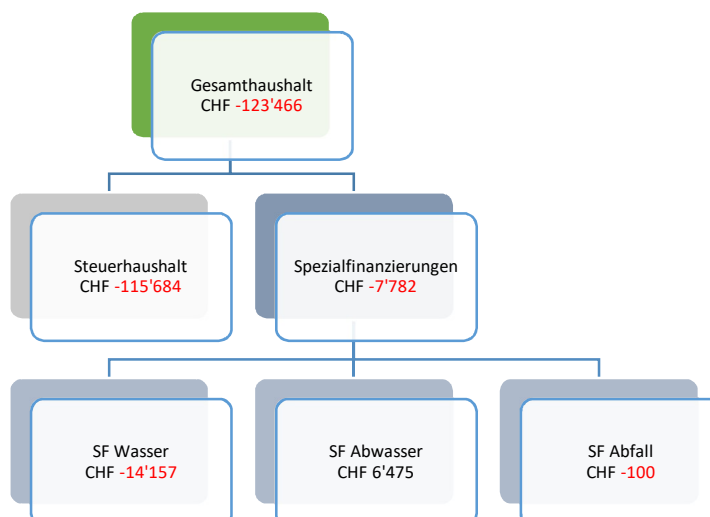 Gesamthaushalt
CHF -123'466
Steuerhaushalt
CHF -115'684
Spezialfinanzierungen
CHF -7'782
SF Wasser
CHF -14'157
SF Abwasser
CHF 6'475
SF Abfall
CHF -100